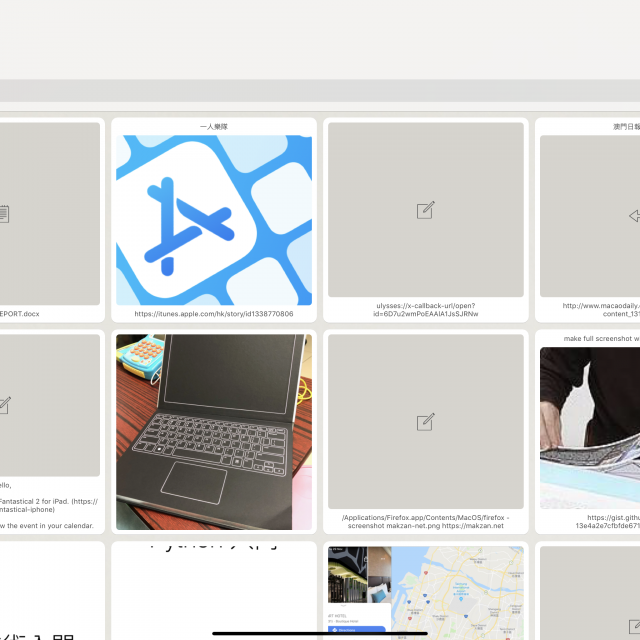 一人樂隊
澳門日報
EPORT.docx
https://itunes.apple.com/hk/story/id1338770806
ulysses://x-callback-url/open?
id=6D7u2wmPoEAAIA1JsSJRNw
http://www.macaodaily.
content_131
make full screenshot w
ello,
Fantastical 2 for iPad. (https://
ntastical-iphone)
w the event in your calendar.
/Applications/Firefox.app/Contents/MacOS/firefox -
screenshot makzan-net.png https://makzan.net
https://gist.githu
13e4a2e7cfbfde671